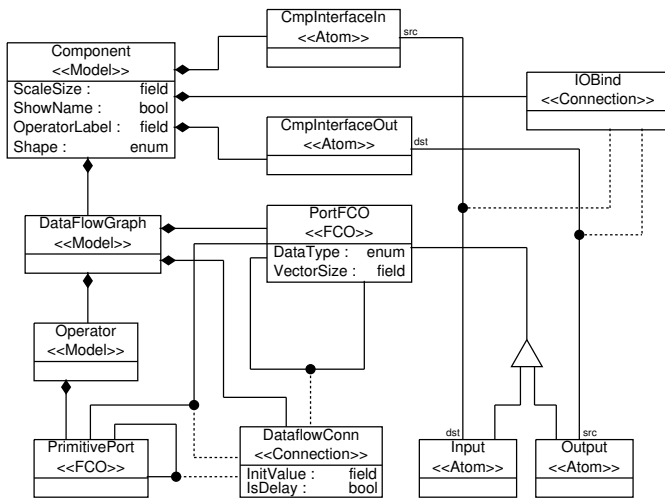 CmpInterfaceIn
<<Atom>>
src
Component
<<Model>>
ScaleSize : field
ShowName : bool
OperatorLabel : field
Shape : enum
IOBind
<<Connection>>
CmpInterfaceOut
<<Atom>>
dst
DataFlowGraph
<<Model>>
PortFCO
<<FCO>>
DataType : enum
VectorSize : field
Operator
<<Model>>
PrimitivePort
<<FCO>>
DataflowConn
<<Connection>>
InitValue : field
IsDelay : bool
dst
Input
<<Atom>>
src
Output
<<Atom>>